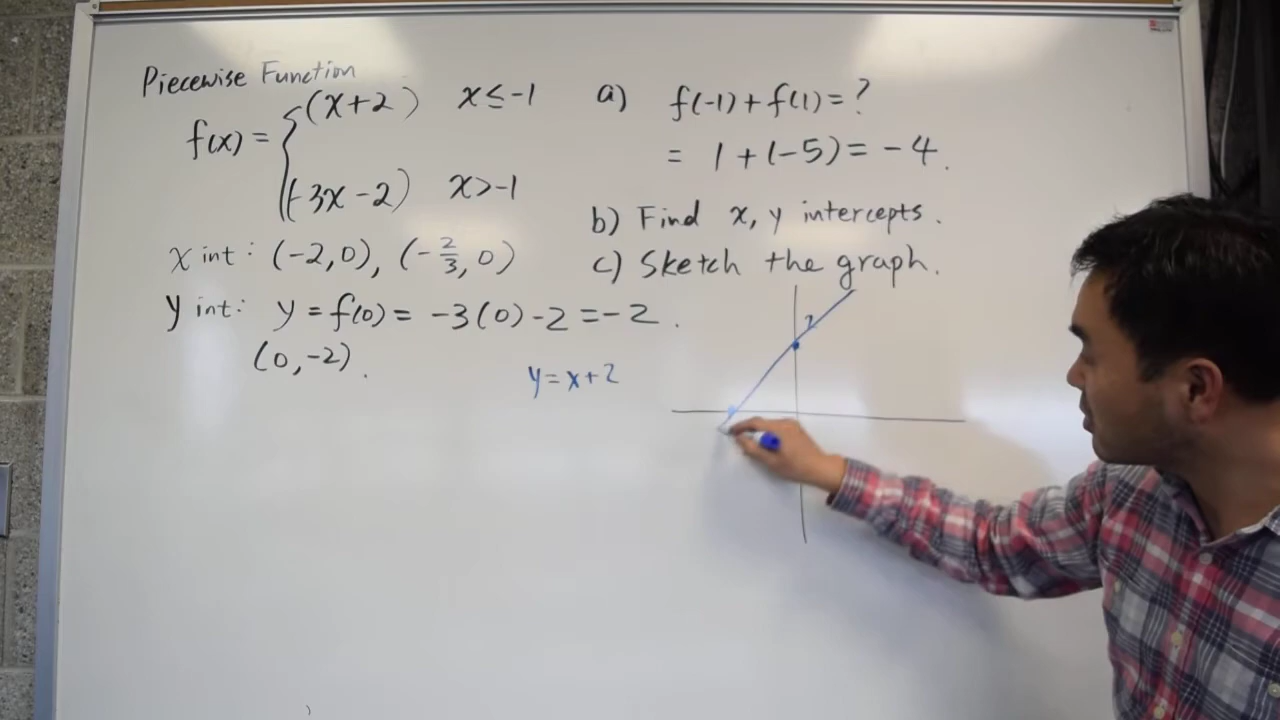 Piecewise Function
f(x) = { (x+2) x ≤ -1
(-3x-2) x > -1
x int: (-2,0), (-2/3,0)
y int: y = f(0) = -3(0)-2 = -2.
(0,-2).
a) f(-1)+f(1)=?
= 1+(-5)= -4.
b) Find x, y intercepts.
c) Sketch the graph.
y=x+2
2